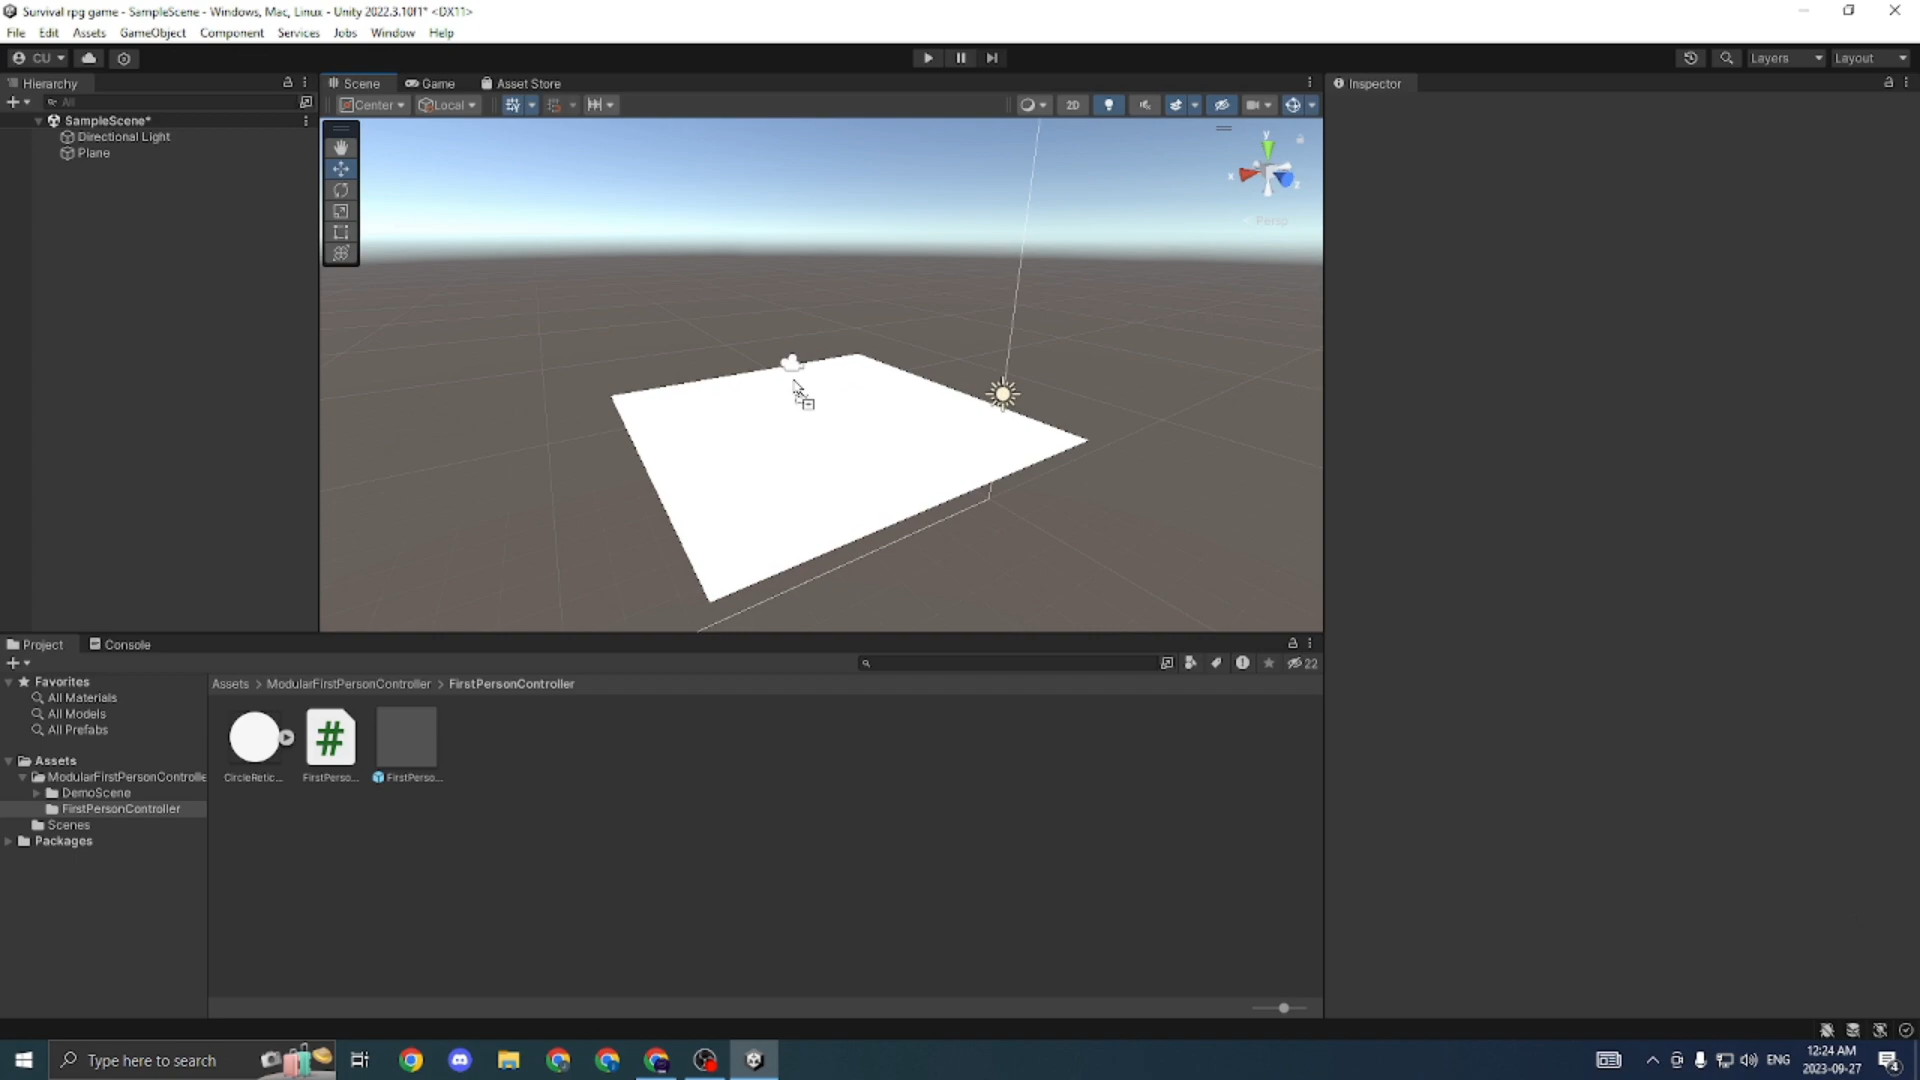 Survival rpg game - SampleScene - Windows, Mac, Linux - Unity 2022.3.10f1* <DX11>
File Edit Assets GameObject Component Services Jobs Window Help
CU Layers Layout
Hierarchy Scene Game Asset Store Inspector
All Center Local 2D
SampleScene*
Directional Light
Plane
y
x
z
Persp
Project Console
22
Favorites
All Materials
All Models
All Prefabs
Assets > ModularFirstPersonController > FirstPersonController
Assets
ModularFirstPersonControlle
DemoScene
FirstPersonController
Scenes
Packages
#
CircleRetic... FirstPerso... FirstPerso...
Type here to search
ENG
12:24 AM
2023-09-27
4